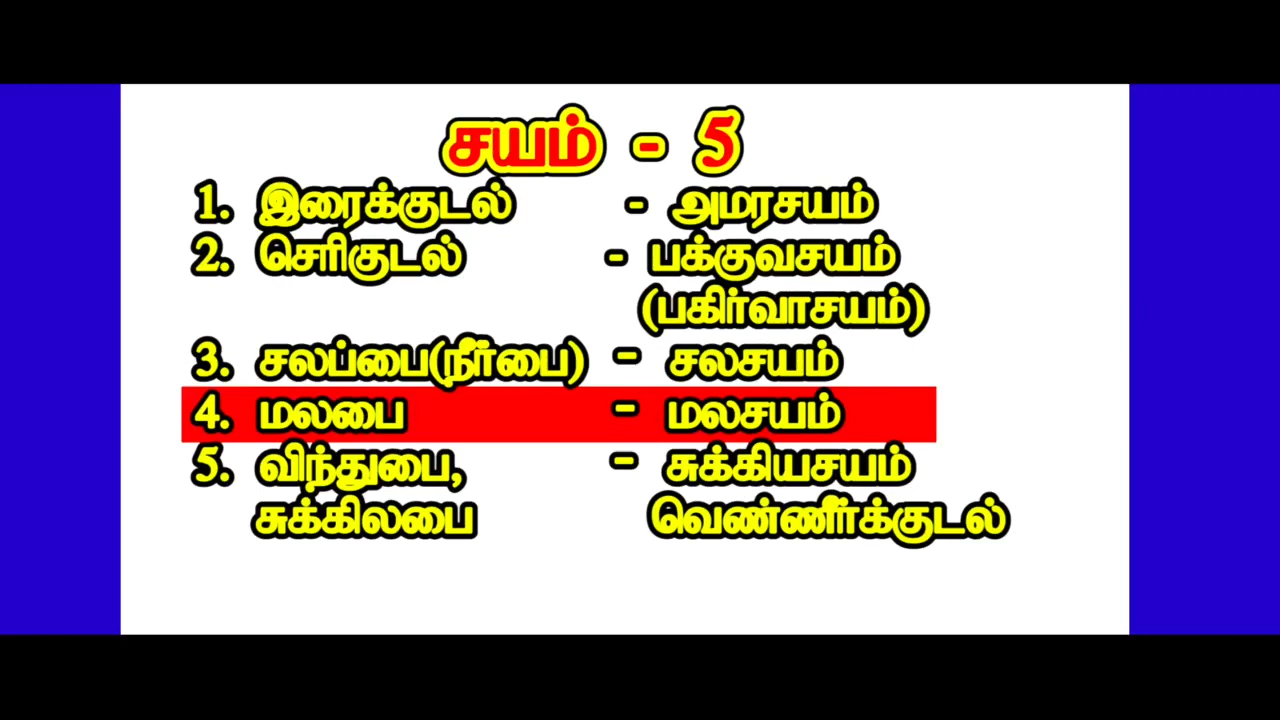 சயம் - 5
1. இரைக்குடல் - அமரசயம்
2. செரிகுடல் - பக்குவசயம்
(பகிர்வாசயம்)
3. சலப்பை(நீர்பை) - சலசயம்
4. மலபை - மலசயம்
5. விந்துபை, - சுக்கியசயம்
சுக்கிலபை வெண்ணீர்க்குடல்